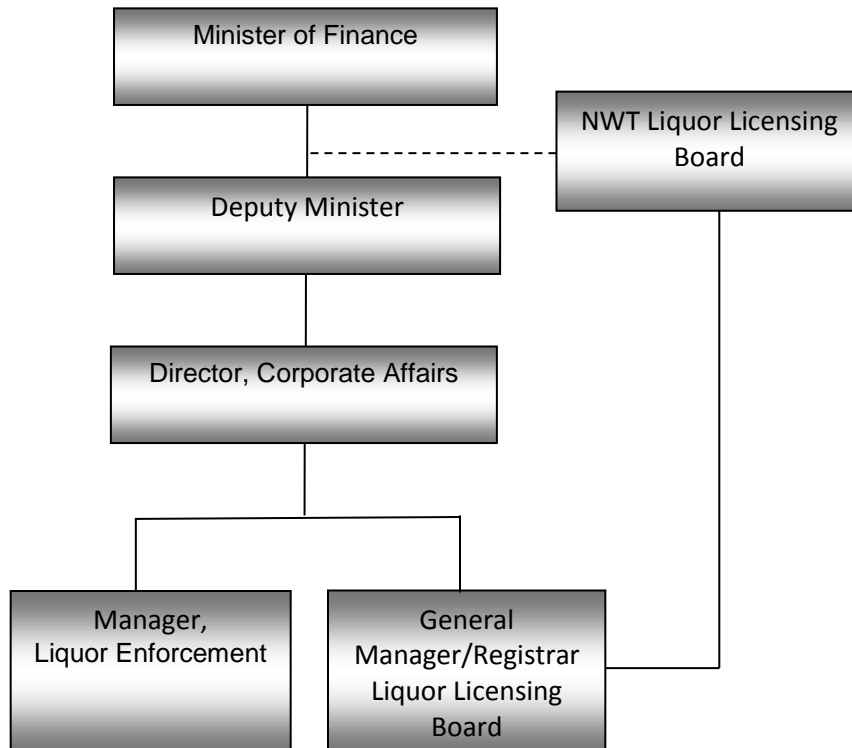 Minister of Finance
NWT Liquor Licensing
Board
Deputy Minister
Director, Corporate Affairs
Manager,
Liquor Enforcement
General
Manager/Registrar
Liquor Licensing
Board